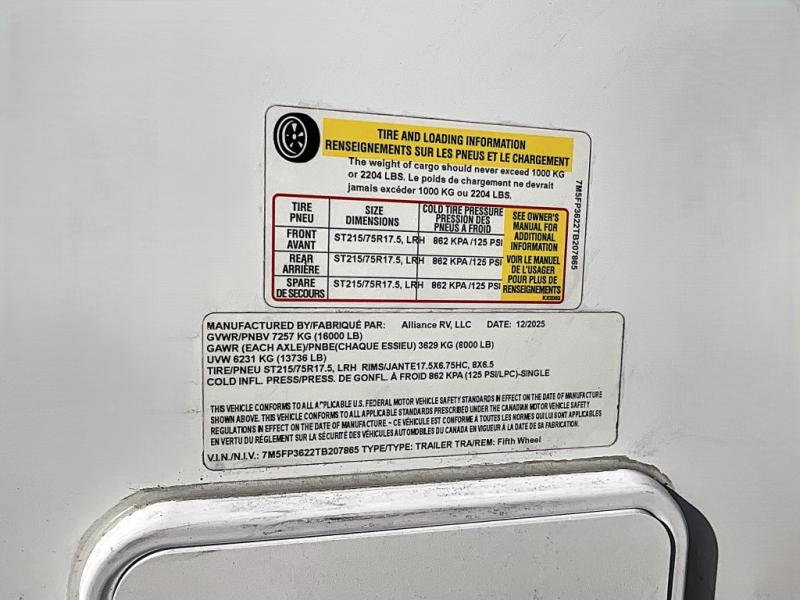 TIRE AND LOADING INFORMATION
RENSEIGNEMENTS SUR LES PNEUS ET LE CHARGEMENT
The weight of cargo should never exceed 1000 KG
or 2204 LBS. Le poids de chargement ne devrait
jamais excéder 1000 KG ou 2204 LBS.
TIRE
PNEU
SIZE
DIMENSIONS
COLD TIRE PRESSURE
PRESSION DES
PNEUS A FROID
SEE OWNER'S
MANUAL FOR
ADDITIONAL
INFORMATION
VOIR LE MANUEL
DE L'USAGER
POUR PLUS DE
RENSEIGNEMENTS
FRONT
AVANT
ST215/75R17.5, LRH 862 KPA /125 PSI
REAR
ARRIÈRE
ST215/75R17.5, LRH 862 KPA /125 PSI
SPARE
DE SECOURS
ST215/75R17.5, LRH 862 KPA /125 PSI
KX2003
7M5FP3622TB207865
MANUFACTURED BY/FABRIQUÉ PAR: Alliance RV, LLC DATE: 12/2025
GVWR/PNBV 7257 KG (16000 LB)
GAWR (EACH AXLE)/PNBE(CHAQUE ESSIEU) 3629 KG (8000 LB)
UVW 6231 KG (13736 LB)
TIRE/PNEU ST215/75R17.5, LRH RIMS/JANTE17.5X6.75HC, 8X6.5
COLD INFL. PRESS/PRESS. DE GONFL. À FROID 862 KPA (125 PSI/LPC)-SINGLE
THIS VEHICLE CONFORMS TO ALL APPLICABLE U.S. FEDERAL MOTOR VEHICLE SAFETY STANDARDS IN EFFECT ON THE DATE OF MANUFACTURE
SHOWN ABOVE. THIS VEHICLE CONFORMS TO ALL APPLICABLE STANDARDS PRESCRIBED UNDER THE CANADIAN MOTOR VEHICLE SAFETY
REGULATIONS IN EFFECT ON THE DATE OF MANUFACTURE. ~ CE VÉHICULE EST CONFORME À TOUTES LES NORMES QUI LUI SONT APPLICABLES
EN VERTU DU RÈGLEMENT SUR LA SÉCURITÉ DES VÉHICULES AUTOMOBILES DU CANADA EN VIGUEUR À LA DATE DE SA FABRICATION.
V.I.N./N.I.V.: 7M5FP3622TB207865 TYPE/TYPE: TRAILER TRA/REM: Fifth Wheel